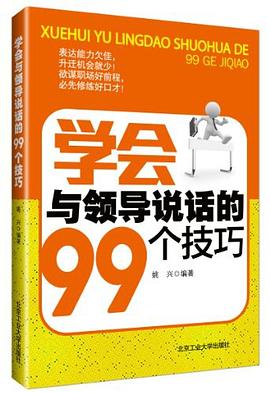 XUEHUI YU LINGDAO SHUOHUA DE
99 GE JIQIAO
表达能力欠佳，
升迁机会就少！
欲谋职场好前程，
必先修炼好口才！
学会
与领导说话的
99个技巧
姚 兴◎编著
北京工业大学出版社
学会与领导说话的99个技巧
姚 兴◎编著
北京工业大学出版社